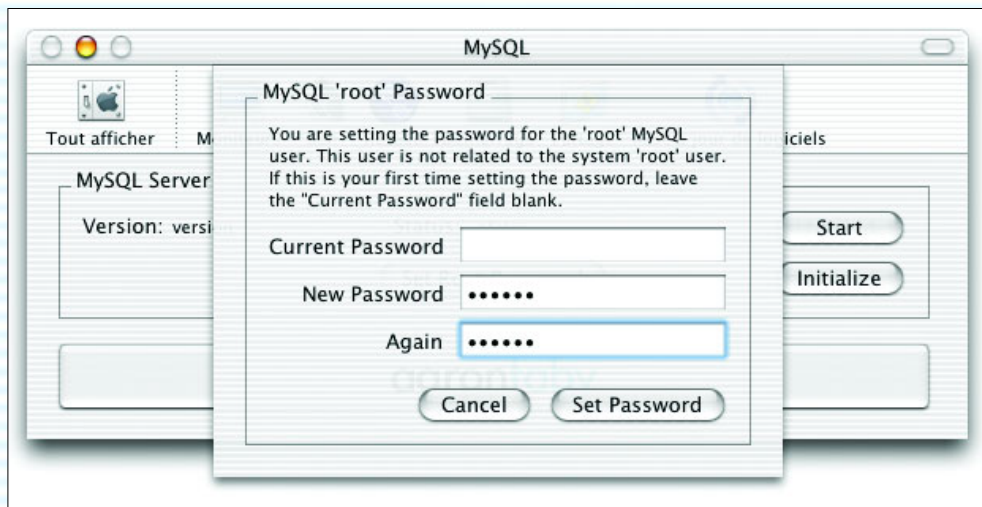 MySQL
Tout afficher
iciels
MySQL 'root' Password
You are setting the password for the 'root' MySQL
user. This user is not related to the system 'root' user.
If this is your first time setting the password, leave
the "Current Password" field blank.
MySQL Server
Version:
Start
Current Password
Initialize
New Password
Again
Cancel
Set Password